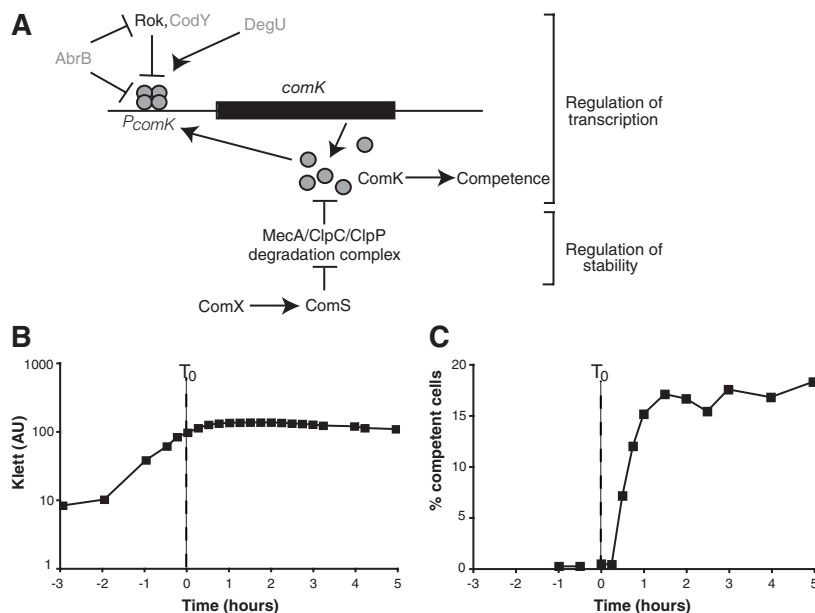 A
Rok, CodY
DegU
AbrB
comK
PcomK
Regulation of
transcription
ComK
Competence
MecA/ClpC/ClpP
degradation complex
Regulation of
stability
ComX
ComS
B
T0
1000
100
10
1
Klett (AU)
-3 -2 -1 0 1 2 3 4 5
Time (hours)
C
T0
20
15
10
5
0
% competent cells
-3 -2 -1 0 1 2 3 4 5
Time (hours)